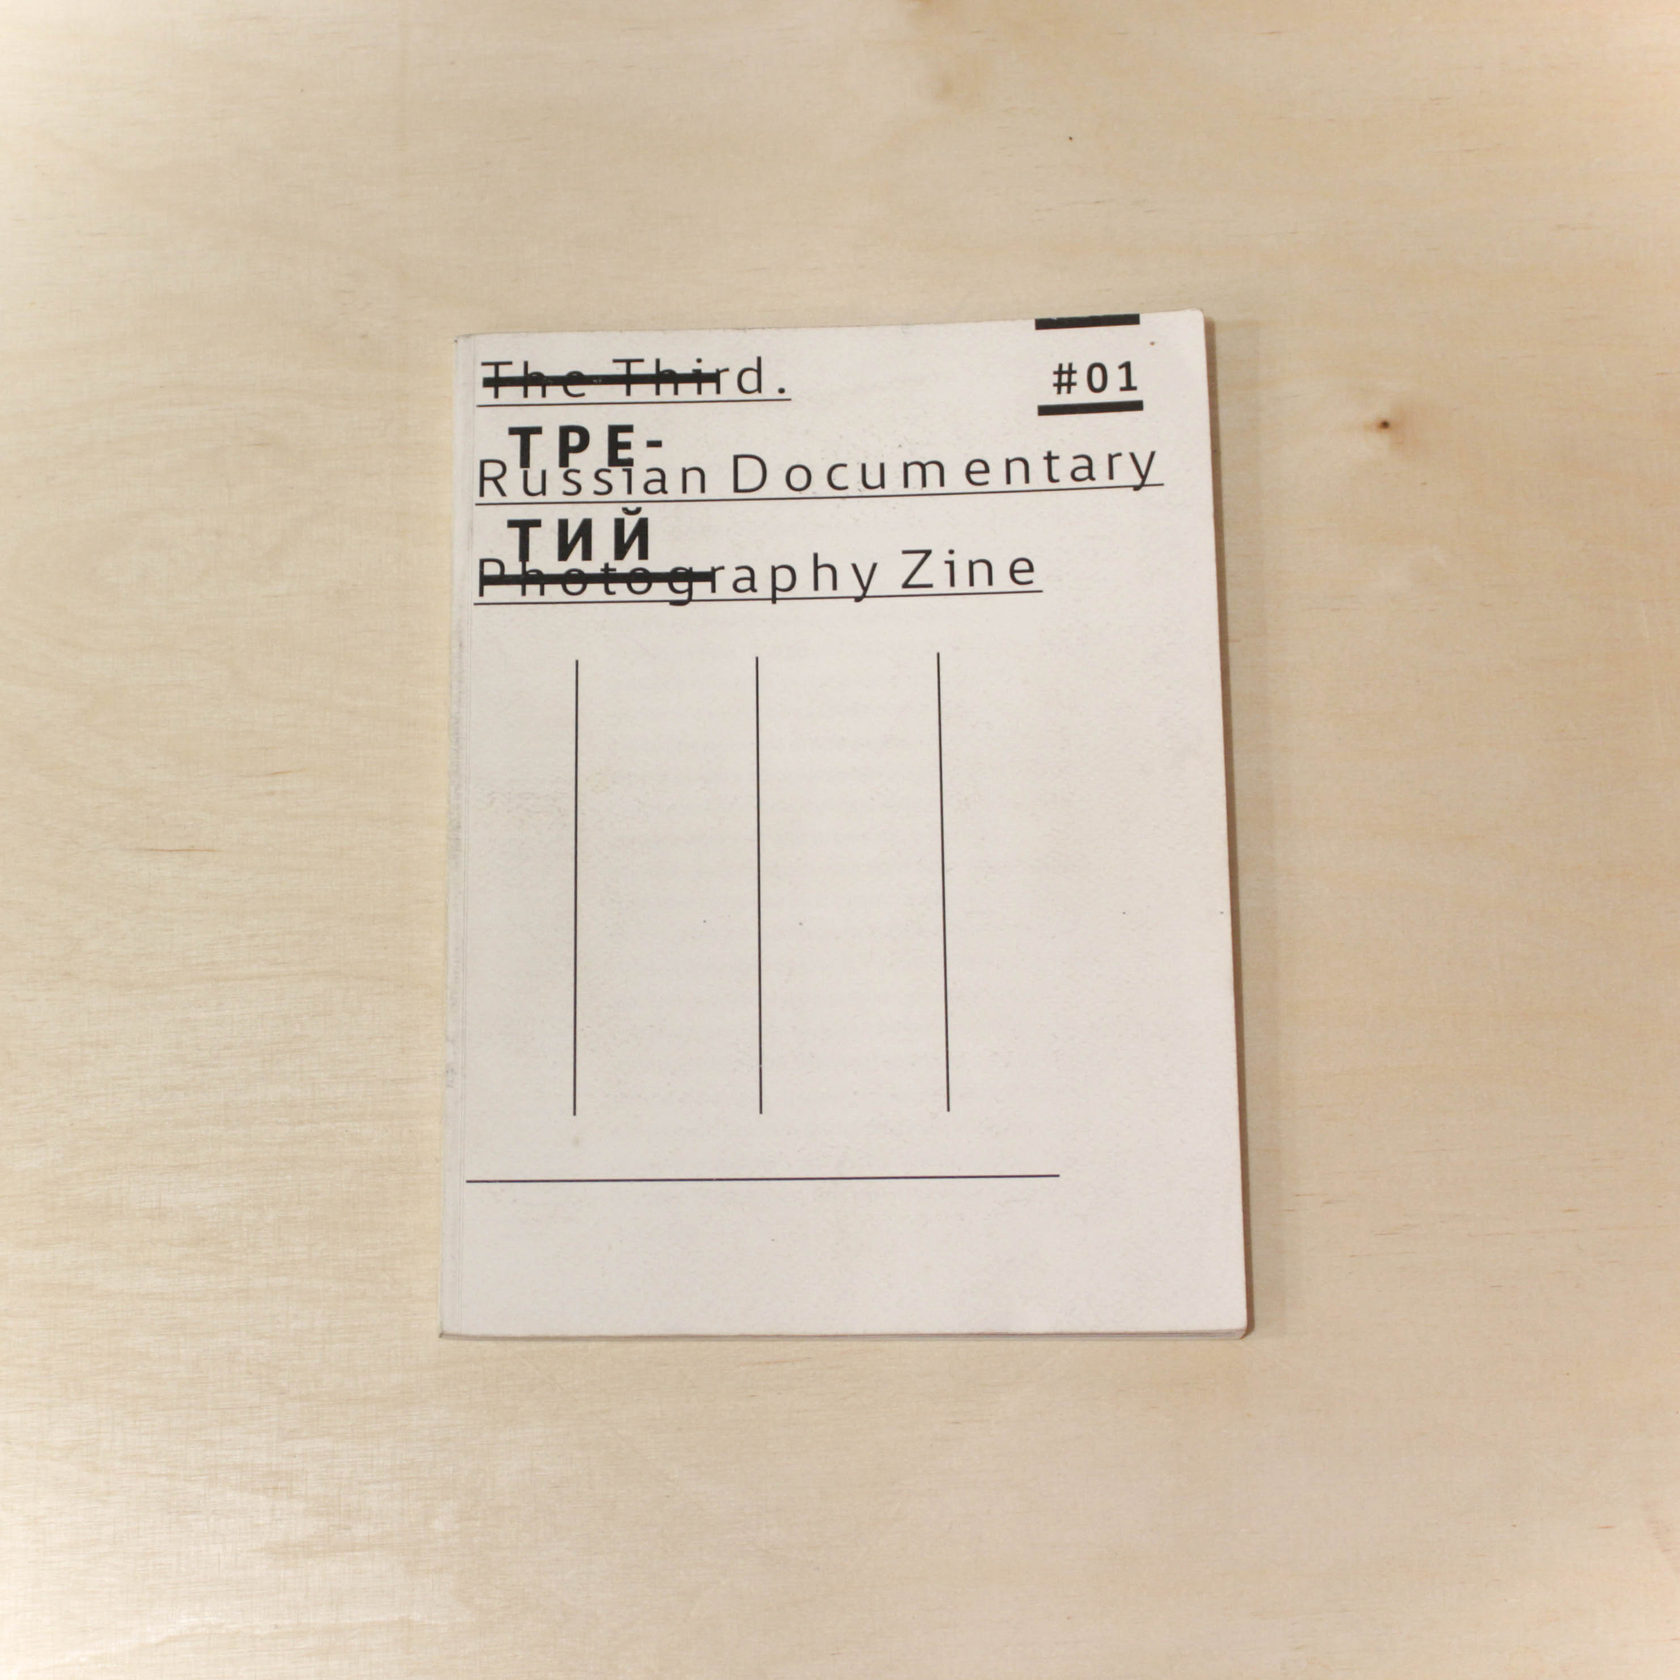 The Third.
#01
ТРЕ-
Russian Documentary
ТИЙ
Photography Zine